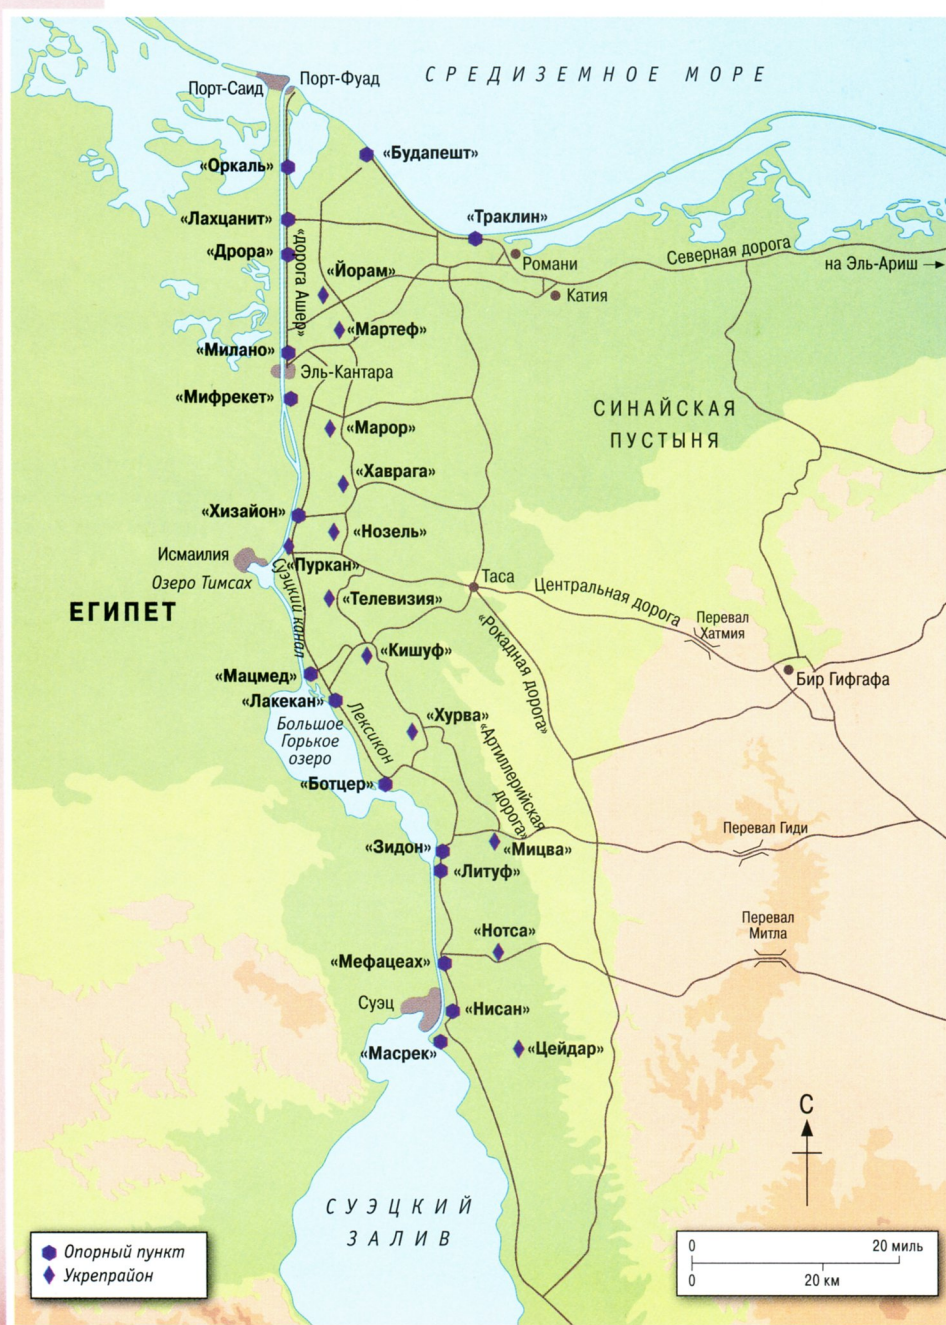 СРЕДИЗЕМНОЕ МОРЕ
Порт-Фуад
Порт-Саид
«Будапешт»
«Оркаль»
«Лахцанит»
«Траклин»
«Дрора»
«дорога Ашер»
Северная дорога
Романи
на Эль-Ариш
«Йорам»
Катия
«Мартеф»
«Милано»
Эль-Кантара
«Мифрекет»
СИНАЙСКАЯ
ПУСТЫНЯ
«Марор»
«Хаврага»
«Хизайон»
«Нозель»
Исмаилия
«Пуркан»
Озеро Тимсах
Суэцкий канал
Таса
Центральная дорога
ЕГИПЕТ
«Телевизия»
Перевал
Хатмия
«Рокадная дорога»
«Кишуф»
«Мацмед»
Бир Гифгафа
«Лакекан»
Лексикон
«Хурва»
Большое
Горькое
озеро
«Артиллерийская
дорога»
«Ботцер»
Перевал Гиди
«Зидон»
«Мицва»
«Литуф»
Перевал
Митла
«Нотса»
«Мефацеах»
Суэц
«Нисан»
«Масрек»
«Цейдар»
С
СУЭЦКИЙ
ЗАЛИВ
Опорный пункт
Укрепрайон
0 20 миль
0 20 км